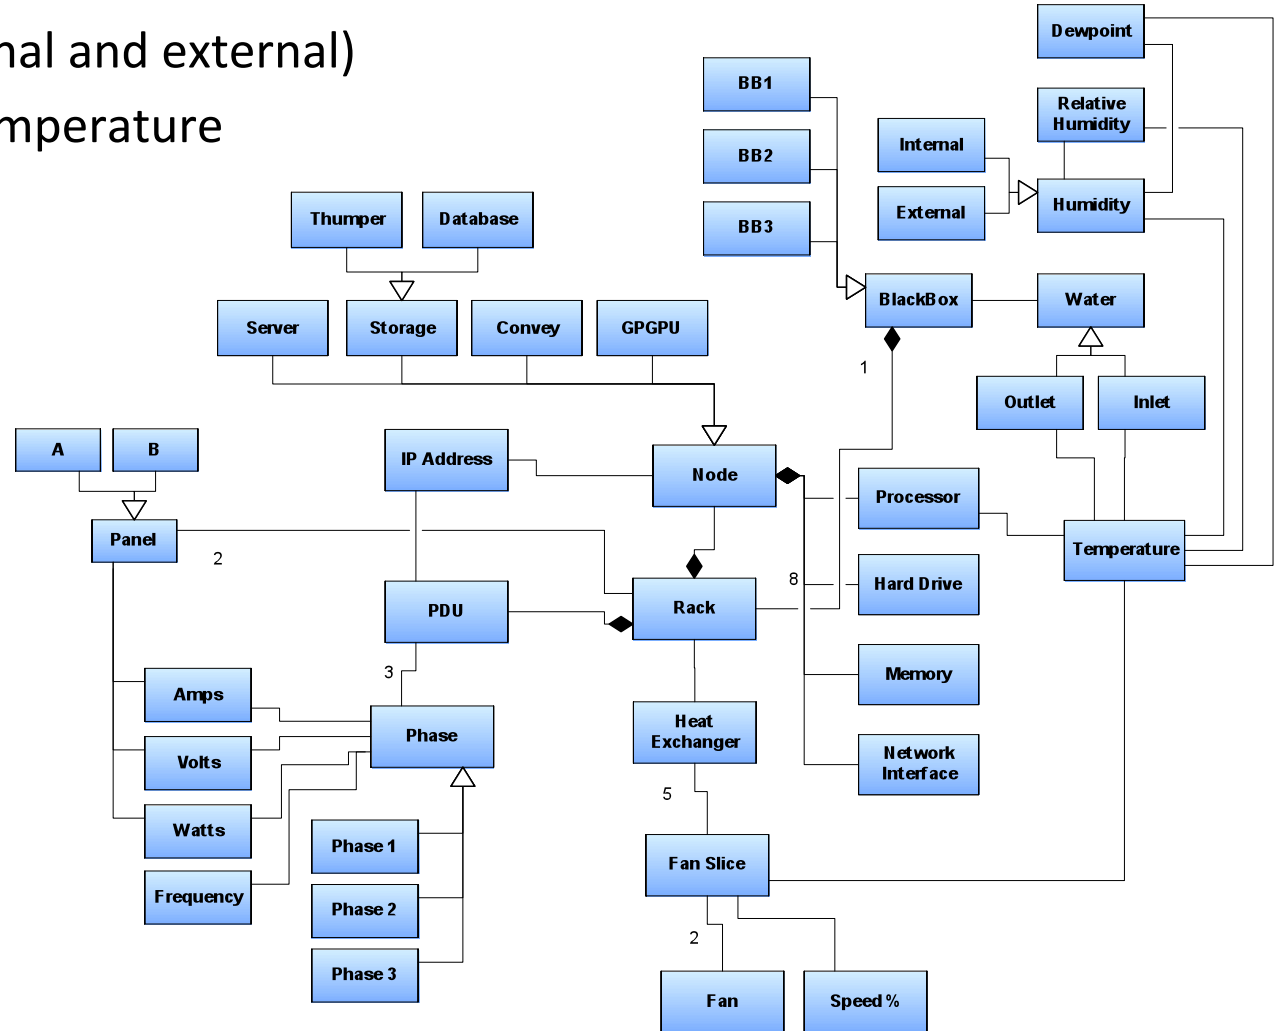 nal and external)
mperature
Dewpoint
BB1
Relative
Humidity
Internal
BB2
External
Humidity
BB3
Thumper
Database
BlackBox
Water
Server
Storage
Convey
GPGPU
1
Outlet
Inlet
A
B
IP Address
Node
Processor
Panel
2
Temperature
8
Hard Drive
PDU
Rack
3
Memory
Amps
Phase
Heat
Exchanger
Volts
Network
Interface
5
Watts
Phase 1
Fan Slice
Frequency
Phase 2
2
Phase 3
Fan
Speed %